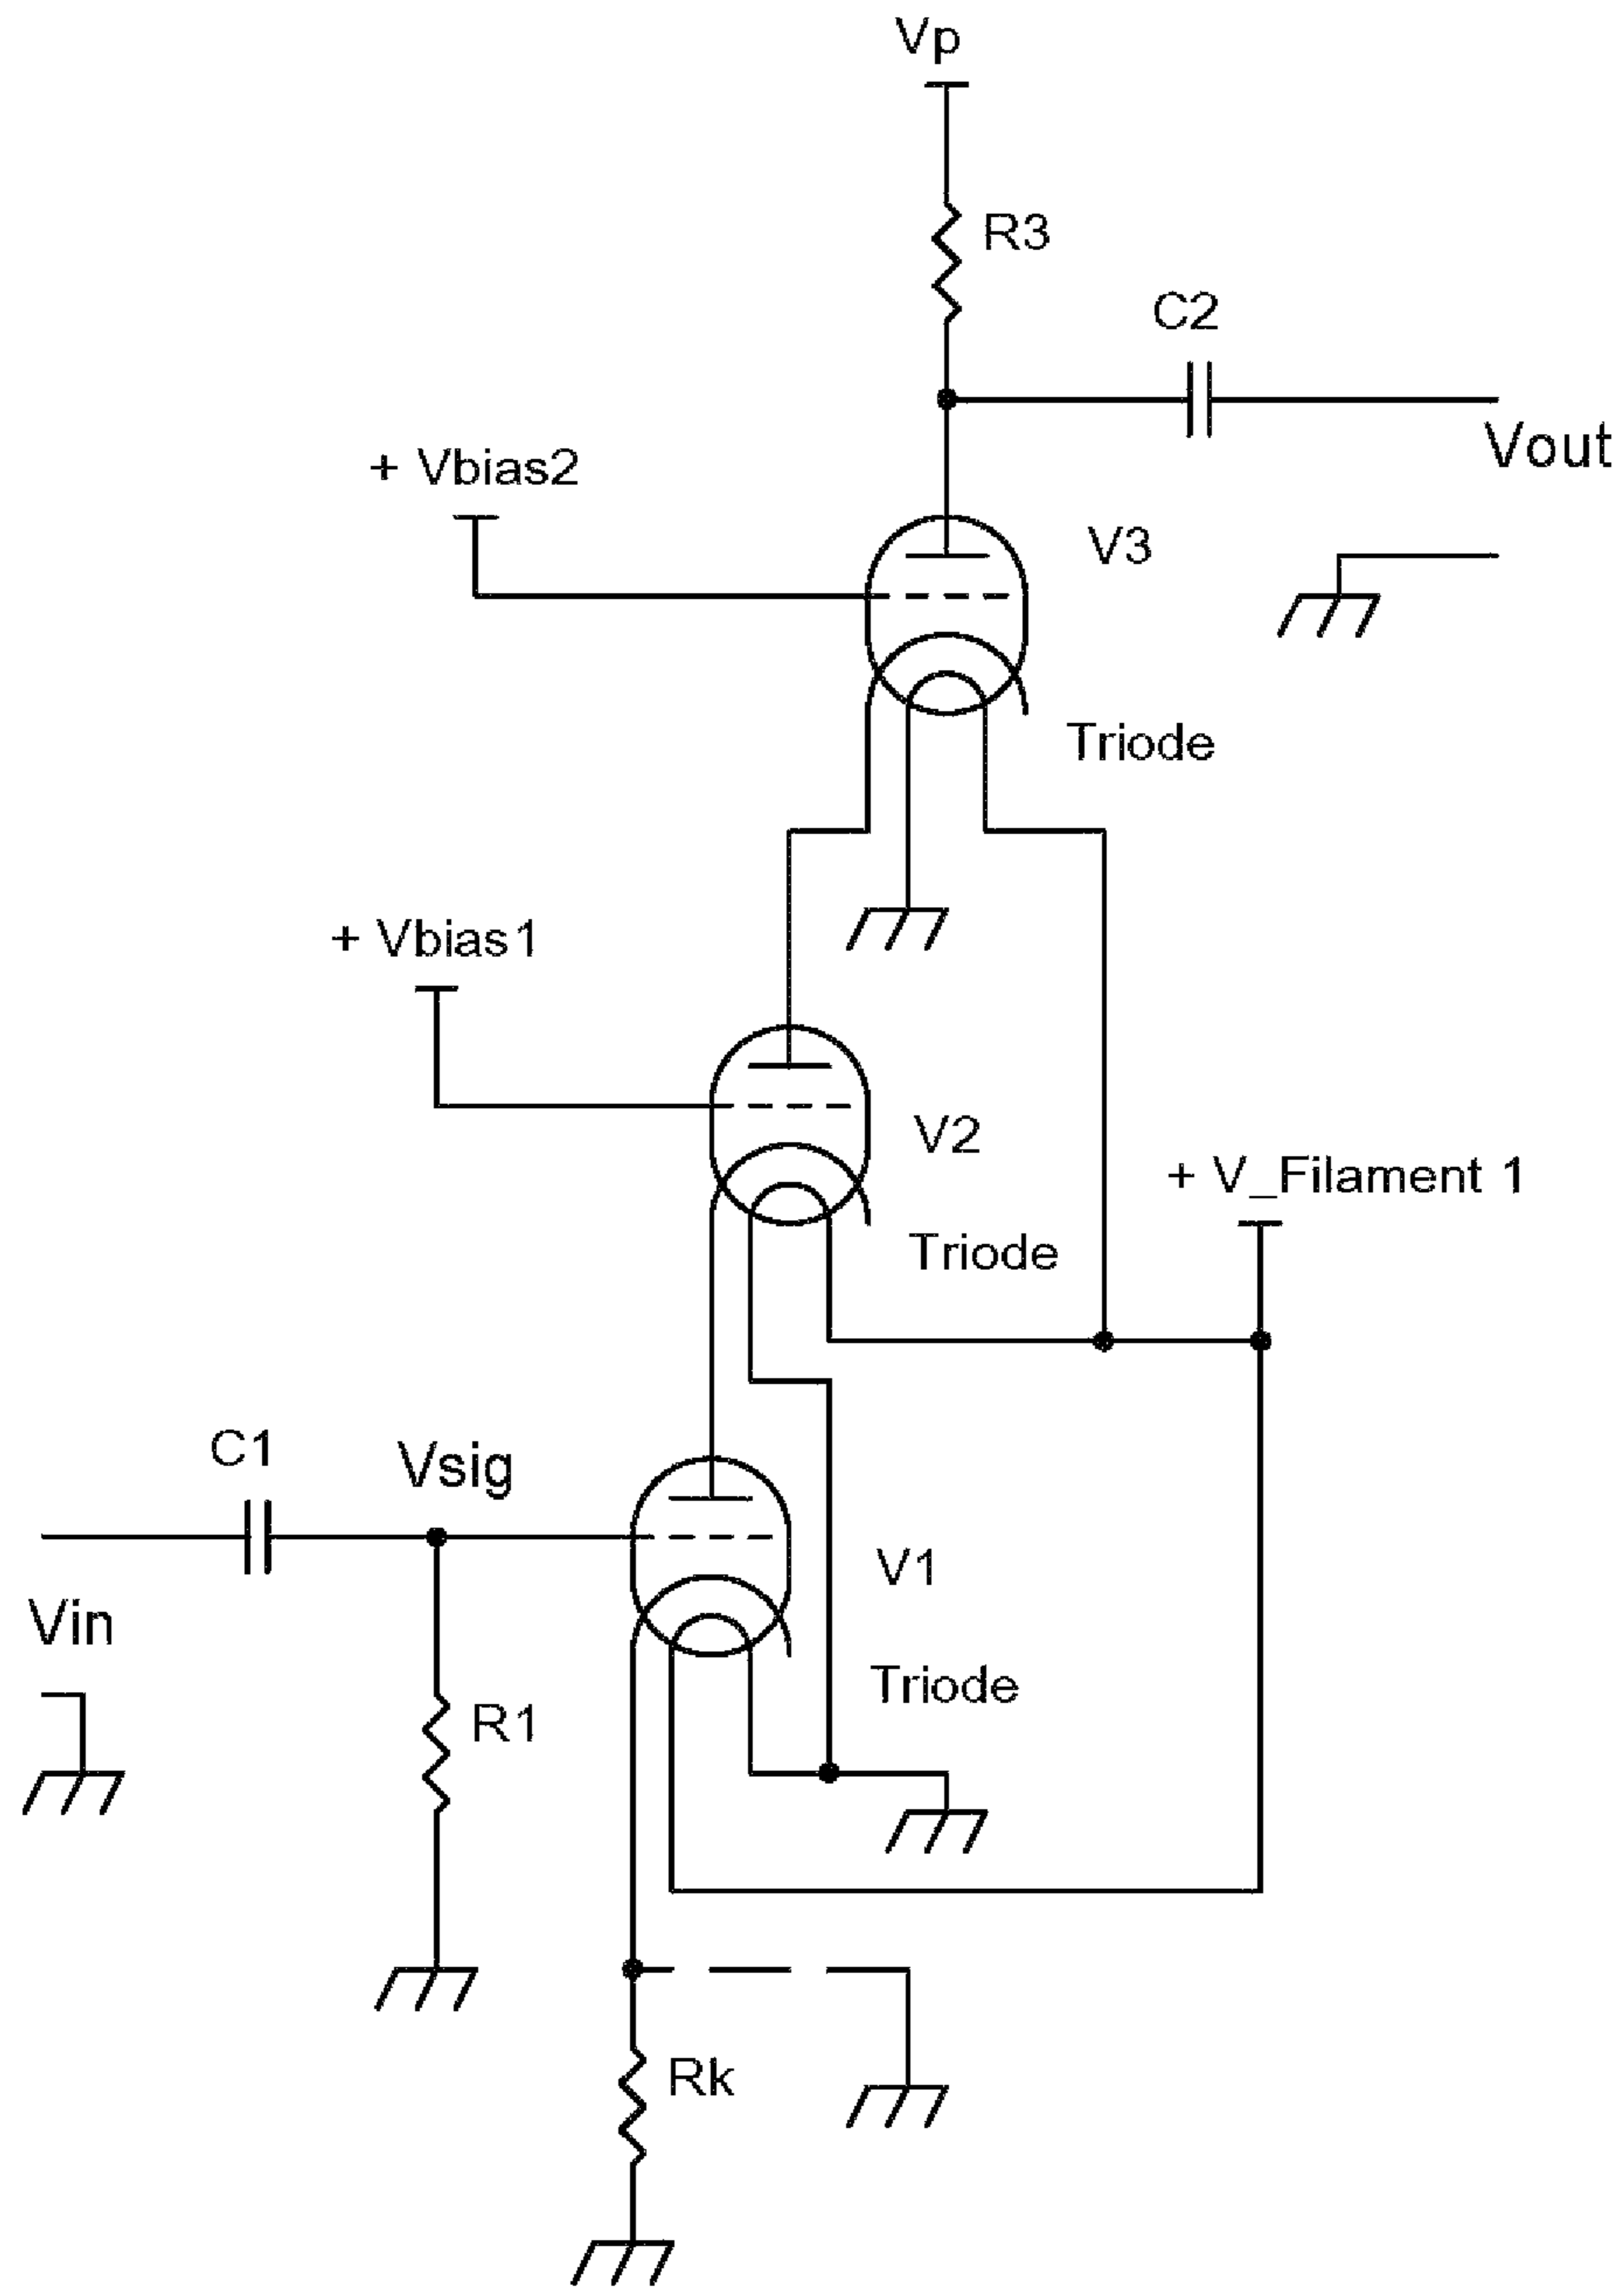 Vp
R3
C2
Vout
+ Vbias2
V3
Triode
+ Vbias1
V2
+ V_Filament 1
Triode
C1
Vsig
V1
Vin
Triode
R1
Rk